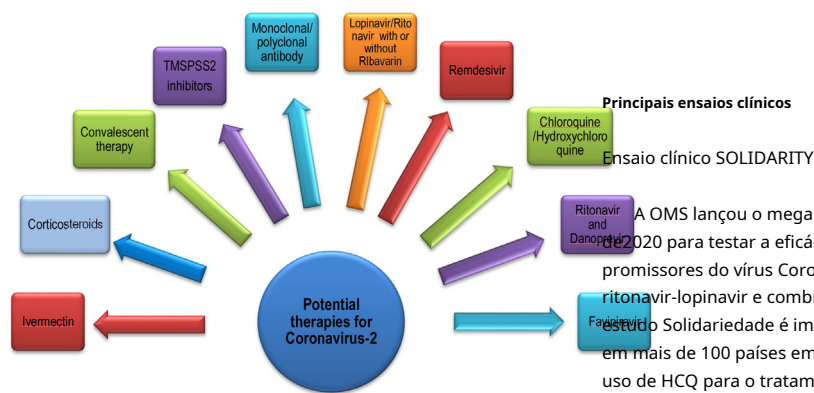 Monoclonal/
polyclonal
antibody
Lopinavir/Rito
navir with or
without
RIbavarin
TMSPSS2
inhibitors
Remdesivir
Convalescent
therapy
Chloroquine
/Hydroxychloro
quine
Corticosteroids
Ritonavir
and
Danoprevir
Ivermectin
Potential
therapies for
Coronavirus-2
Favipiravir
Principais ensaios clínicos
Ensaio clínico SOLIDARITY
A OMS lançou o mega
de2020 para testar a eficá
promissores do vírus Coro
ritonavir-lopinavir e combi
estudo Solidariedade é im
em mais de 100 países em
uso de HCQ para o tratam